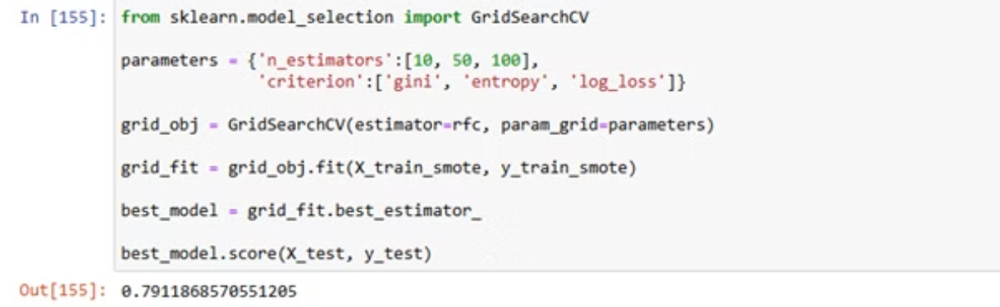 In [155]: from sklearn.model_selection import GridSearchCV
parameters = {'n_estimators':[10, 50, 100],
'criterion':['gini', 'entropy', 'log_loss']}
grid_obj = GridSearchCV(estimator=rfc, param_grid=parameters)
grid_fit = grid_obj.fit(X_train_smote, y_train_smote)
best_model = grid_fit.best_estimator_
best_model.score(X_test, y_test)
Out[155]: 0.7911868570551205